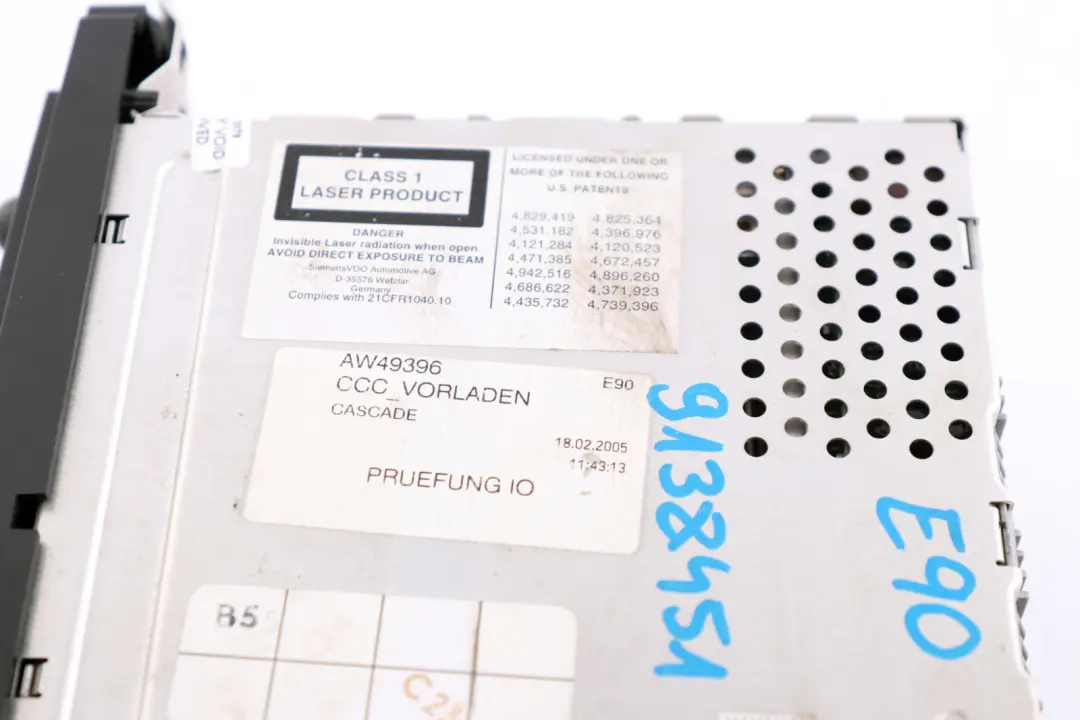 VOID
CLASS 1
LASER PRODUCT
DANGER
Invisible Laser radiation when open.
AVOID DIRECT EXPOSURE TO BEAM
SiemensVDO Automotive AG
D-35576 Wetzlar
Germany
Complies with 21CFR1040.10
LICENSED UNDER ONE OR
MORE OF THE FOLLOWING
U.S. PATENTS
4,829,419 4,825,364
4,531,182 4,396,976
4,121,284 4,120,523
4,471,385 4,672,457
4,942,516 4,896,260
4,686,622 4,371,923
4,435,732 4,739,396
AW49396 E90
CCC_VORLADEN
CASCADE
18.02.2005
11:43:13
PRUEFUNG IO
9138451
E90
B5